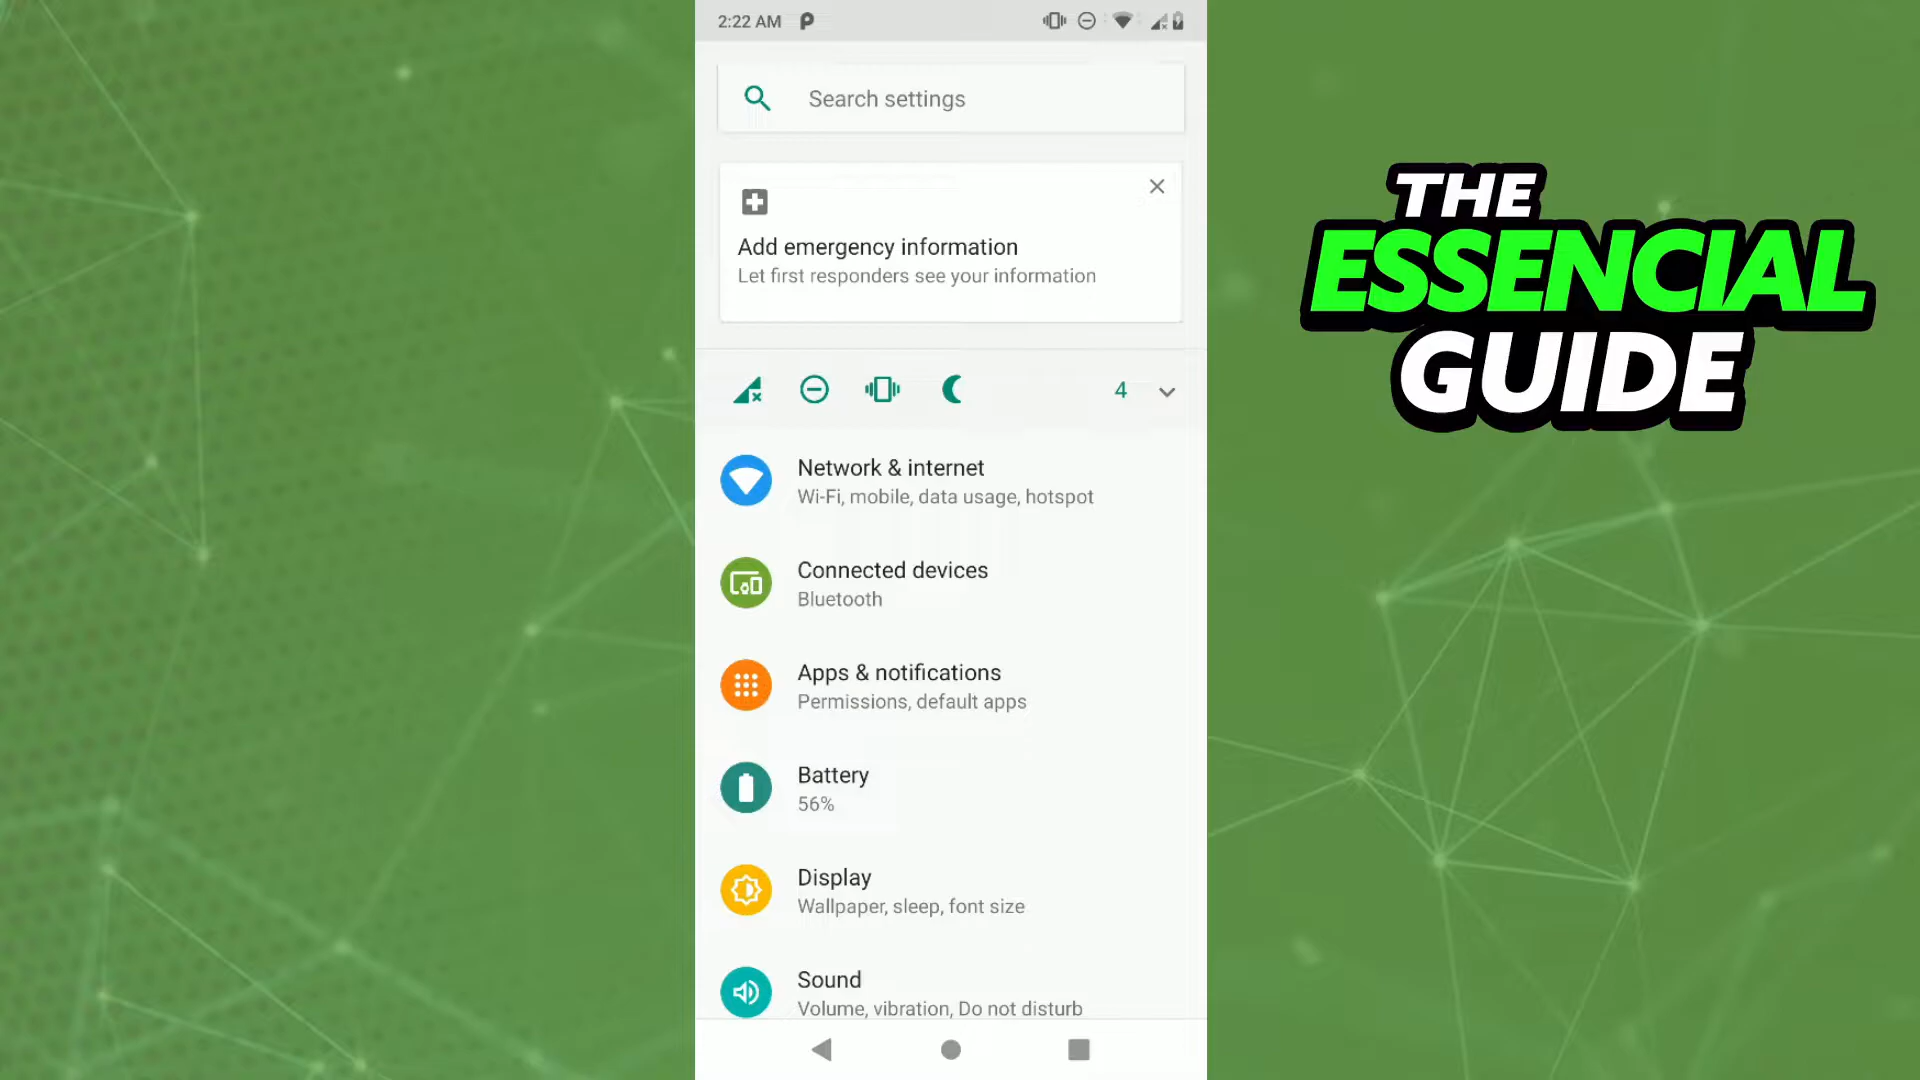 2:22 AM
Search settings
Add emergency information
Let first responders see your information
4
Network & internet
Wi-Fi, mobile, data usage, hotspot
Connected devices
Bluetooth
Apps & notifications
Permissions, default apps
Battery
56%
Display
Wallpaper, sleep, font size
Sound
Volume, vibration, Do not disturb
THE
ESSENCIAL
GUIDE